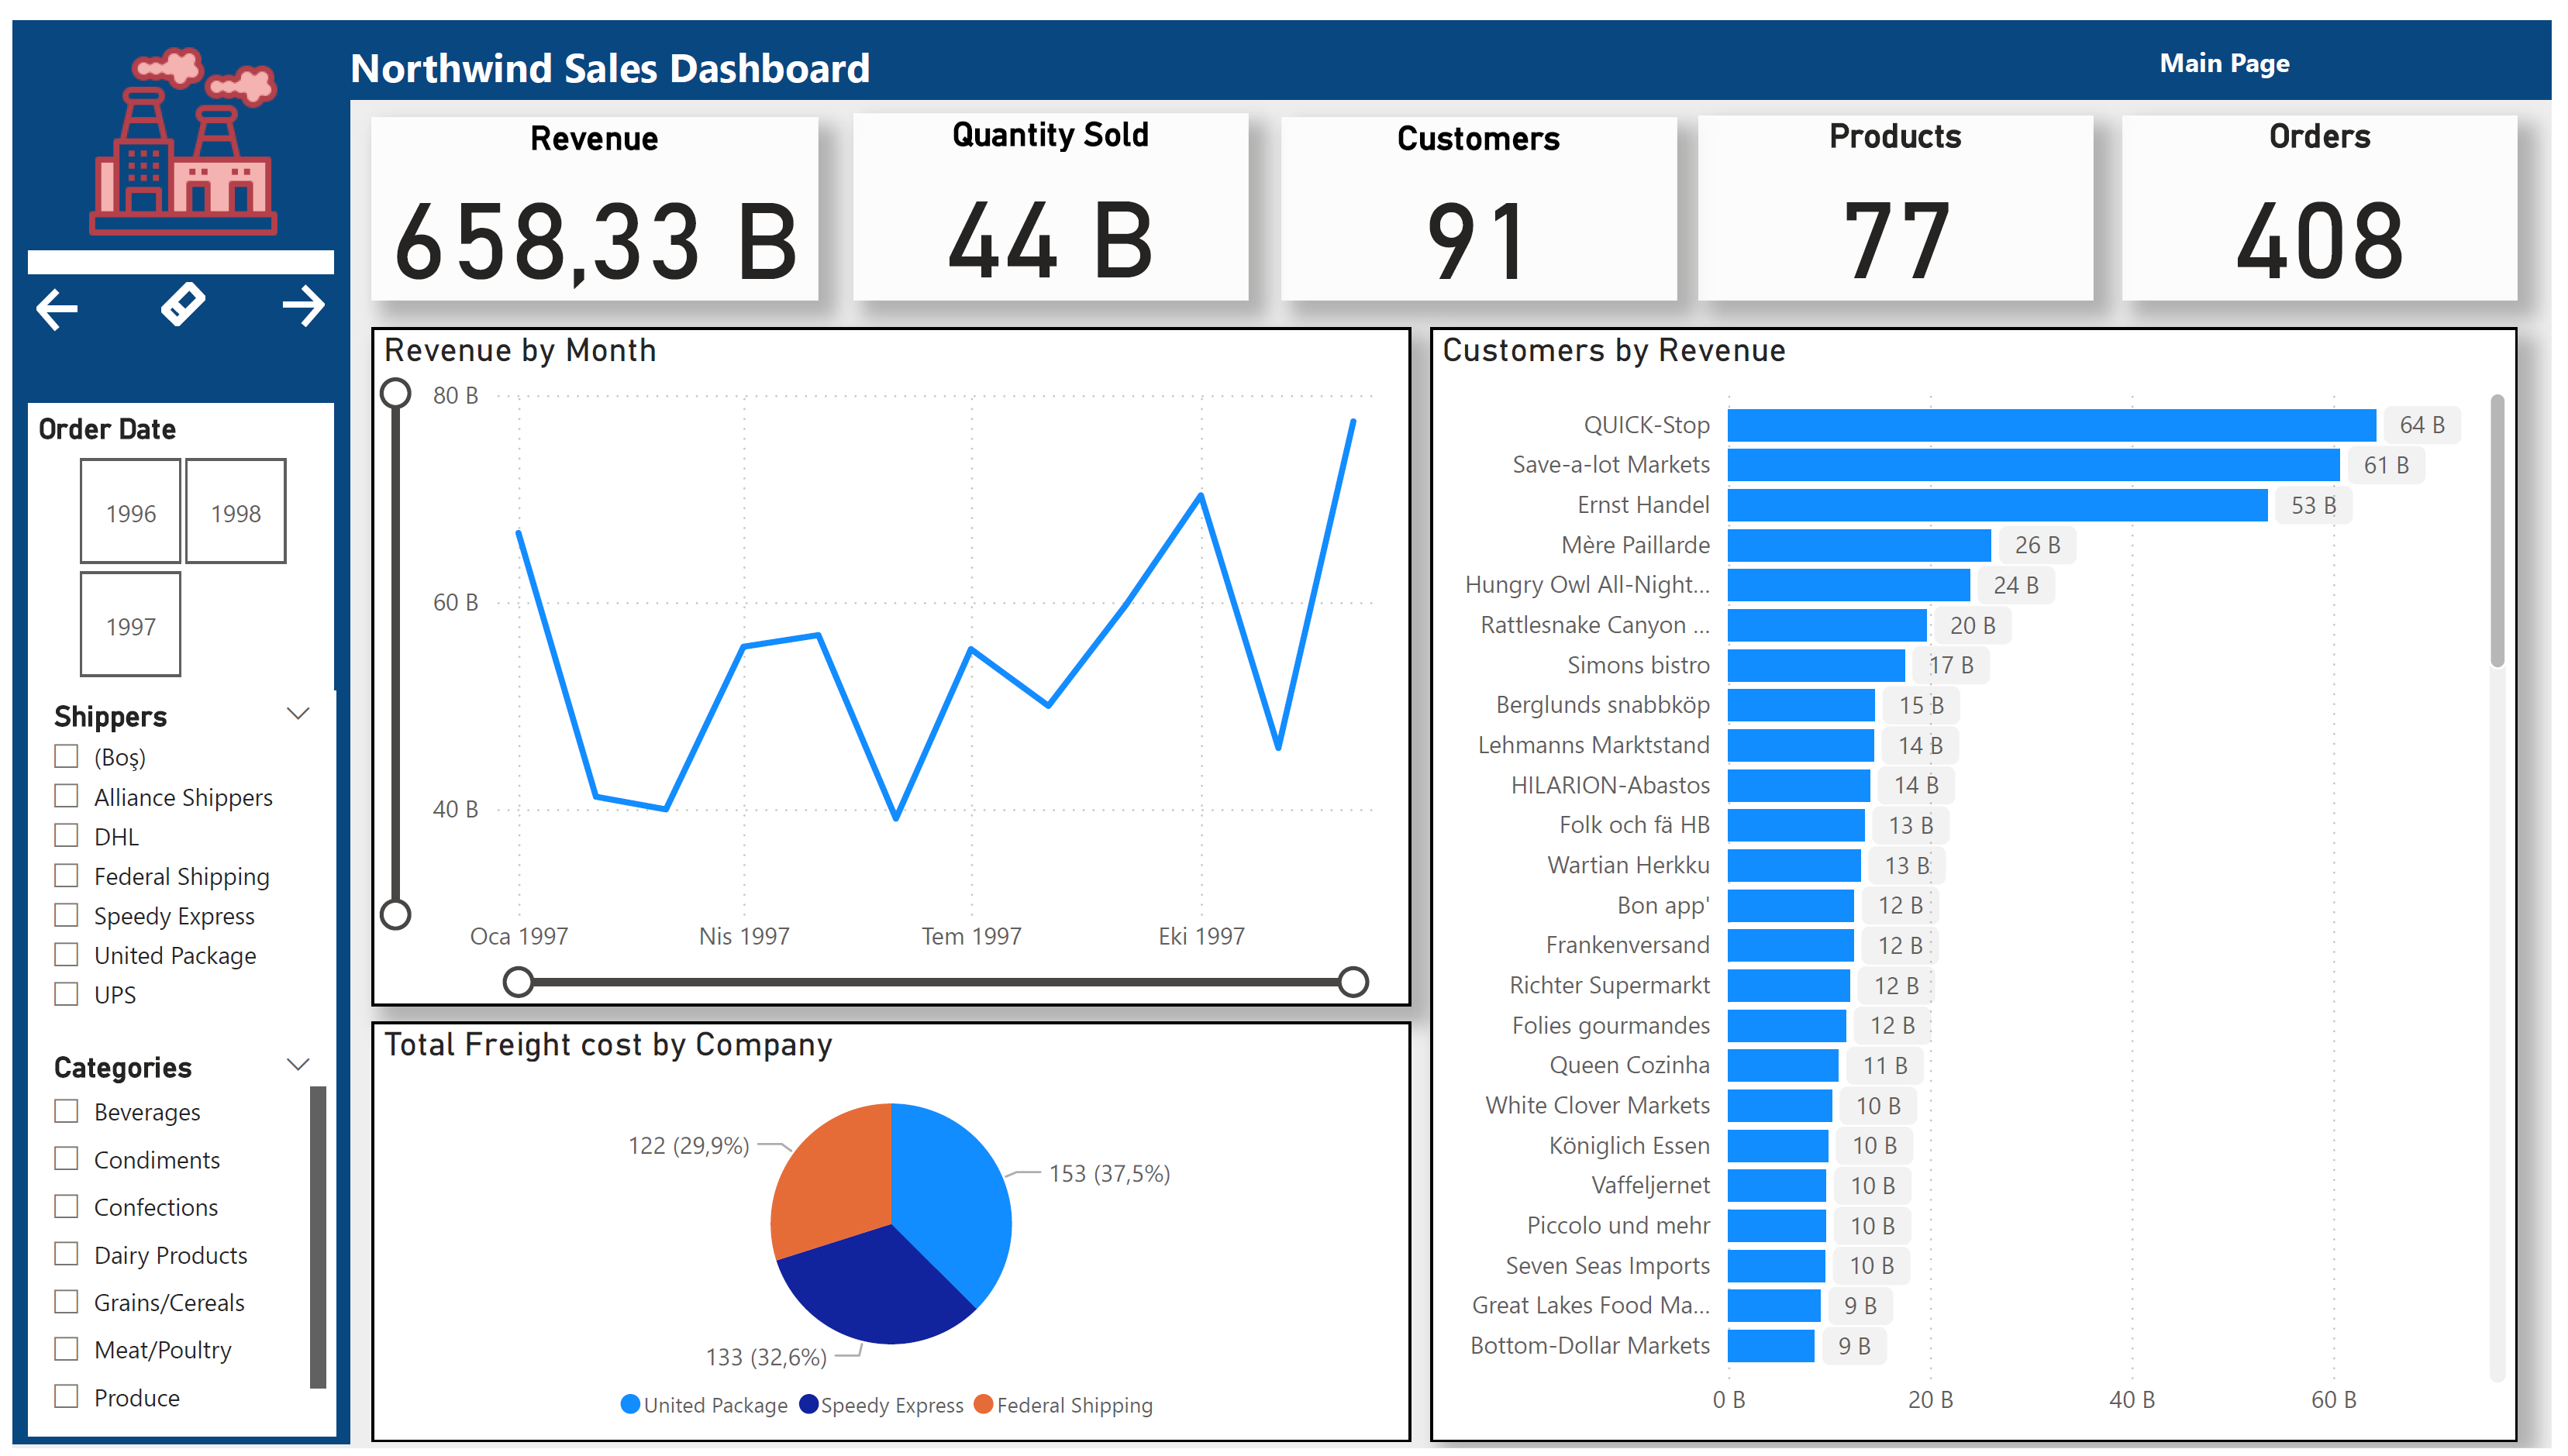 Northwind Sales Dashboard
Main Page
Revenue
658,33 B
Quantity Sold
44 B
Customers
91
Products
77
Orders
408
Order Date
1996
1998
1997
Shippers
(Boş)
Alliance Shippers
DHL
Federal Shipping
Speedy Express
United Package
UPS
Categories
Beverages
Condiments
Confections
Dairy Products
Grains/Cereals
Meat/Poultry
Produce
Revenue by Month
80 B
60 B
40 B
Oca 1997
Nis 1997
Tem 1997
Eki 1997
Total Freight cost by Company
122 (29,9%)
153 (37,5%)
133 (32,6%)
United Package
Speedy Express
Federal Shipping
Customers by Revenue
QUICK-Stop 64 B
Save-a-lot Markets 61 B
Ernst Handel 53 B
Mère Paillarde 26 B
Hungry Owl All-Night... 24 B
Rattlesnake Canyon ... 20 B
Simons bistro 17 B
Berglunds snabbköp 15 B
Lehmanns Marktstand 14 B
HILARION-Abastos 14 B
Folk och fä HB 13 B
Wartian Herkku 13 B
Bon app' 12 B
Frankenversand 12 B
Richter Supermarkt 12 B
Folies gourmandes 12 B
Queen Cozinha 11 B
White Clover Markets 10 B
Königlich Essen 10 B
Vaffeljernet 10 B
Piccolo und mehr 10 B
Seven Seas Imports 10 B
Great Lakes Food Ma... 9 B
Bottom-Dollar Markets 9 B
0 B 20 B 40 B 60 B